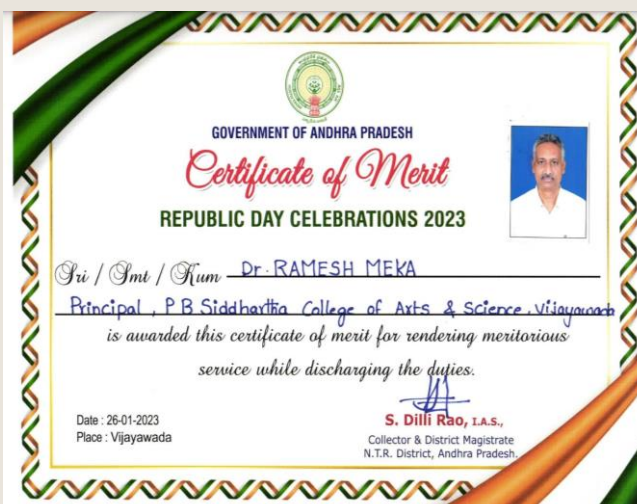 GOVERNMENT OF ANDHRA PRADESH
Certificate of Merit
REPUBLIC DAY CELEBRATIONS 2023
Sri / Smt / Kum Dr. RAMESH MEKA
Principal, P B Siddhartha College of Arts & Science, Vijayawada
is awarded this certificate of merit for rendering meritorious
service while discharging the duties.
Date : 26-01-2023
Place : Vijayawada
S. Dilli Rao, I.A.S.,
Collector & District Magistrate
N.T.R. District, Andhra Pradesh.